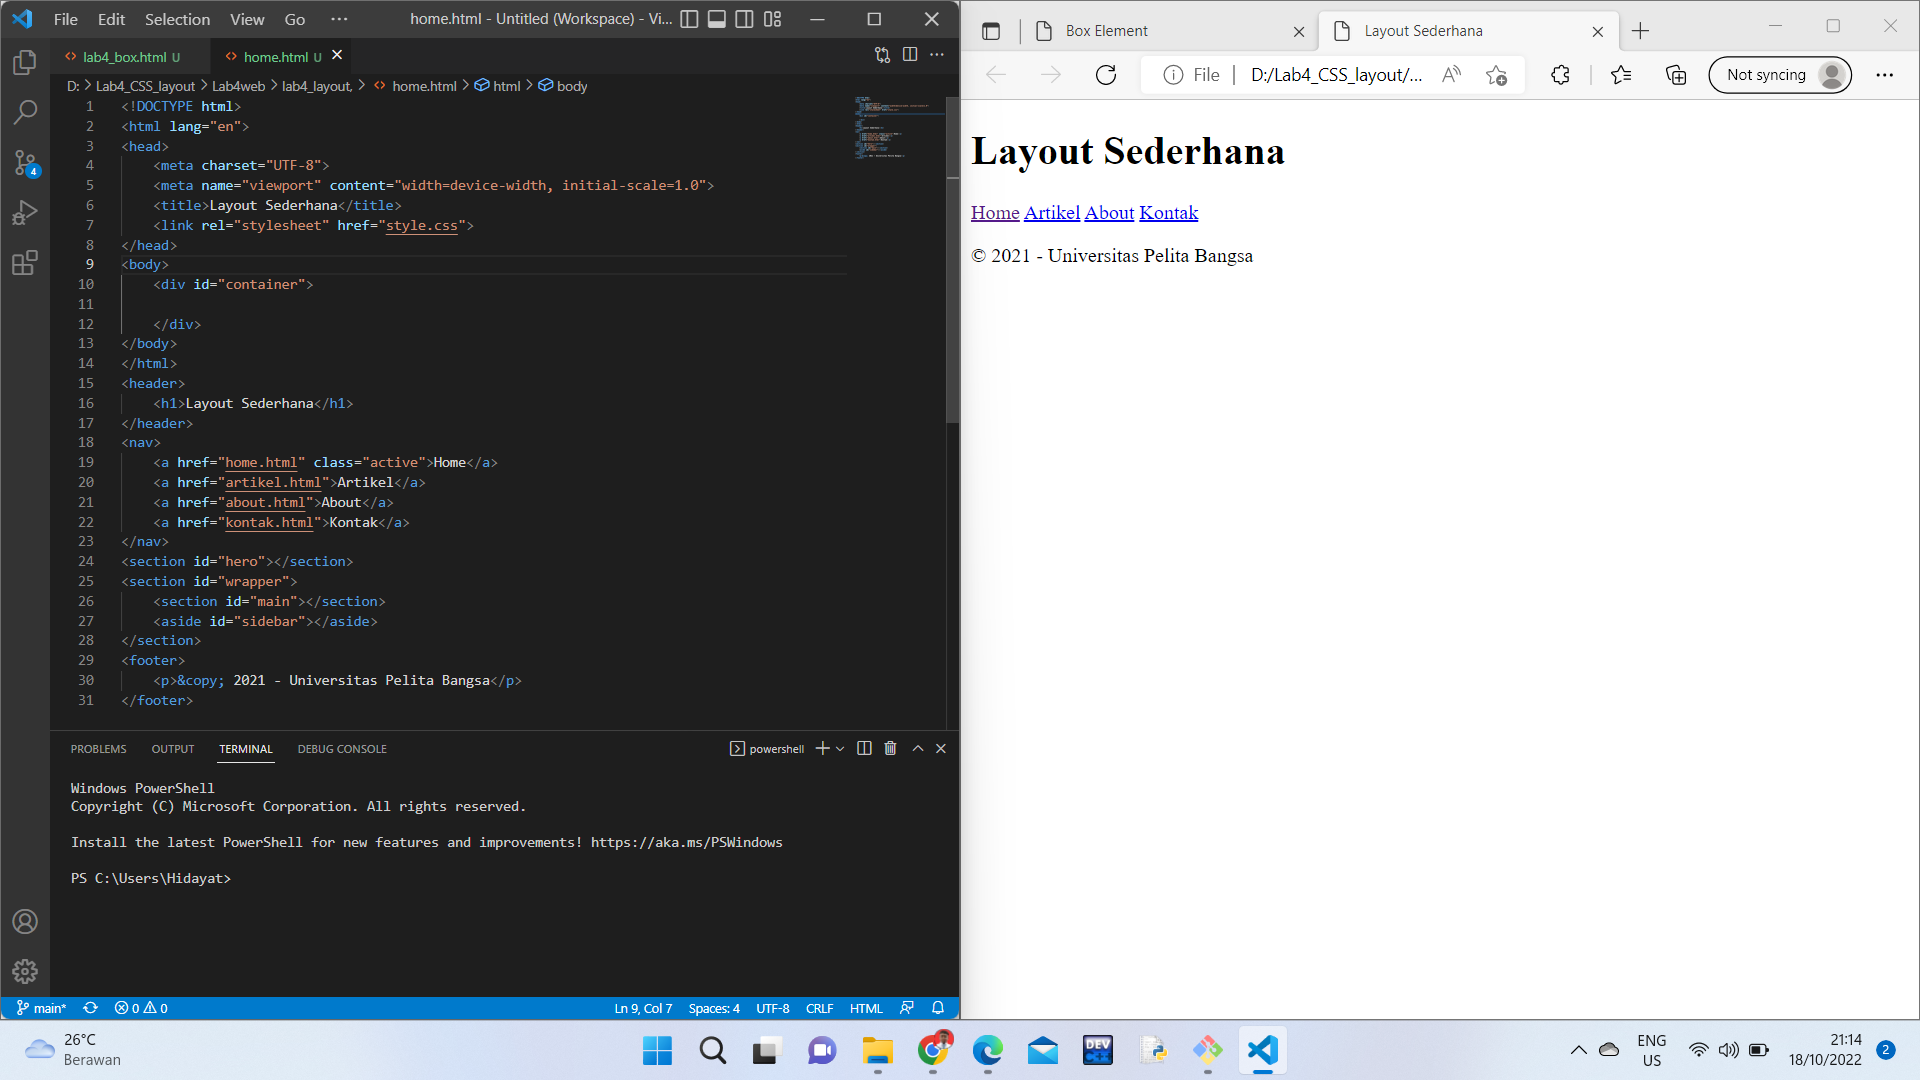 File Edit Selection View Go ··· home.html - Untitled (Workspace) - Vi...
lab4_box.html U home.html U
D: > Lab4_CSS_layout > Lab4web > lab4_layout, > home.html > html > body
1 <!DOCTYPE html>
2 <html lang="en">
3 <head>
4 <meta charset="UTF-8">
5 <meta name="viewport" content="width=device-width, initial-scale=1.0">
6 <title>Layout Sederhana</title>
7 <link rel="stylesheet" href="style.css">
8 </head>
9 <body>
10 <div id="container">
11
12 </div>
13 </body>
14 </html>
15 <header>
16 <h1>Layout Sederhana</h1>
17 </header>
18 <nav>
19 <a href="home.html" class="active">Home</a>
20 <a href="artikel.html">Artikel</a>
21 <a href="about.html">About</a>
22 <a href="kontak.html">Kontak</a>
23 </nav>
24 <section id="hero"></section>
25 <section id="wrapper">
26 <section id="main"></section>
27 <aside id="sidebar"></aside>
28 </section>
29 <footer>
30 <p>&copy; 2021 - Universitas Pelita Bangsa</p>
31 </footer>
4
PROBLEMS OUTPUT TERMINAL DEBUG CONSOLE powershell
Windows PowerShell
Copyright (C) Microsoft Corporation. All rights reserved.
Install the latest PowerShell for new features and improvements! https://aka.ms/PSWindows
PS C:\Users\Hidayat>
main* 0 0 Ln 9, Col 7 Spaces: 4 UTF-8 CRLF HTML
Box Element Layout Sederhana
File D:/Lab4_CSS_layout/... Not syncing
Layout Sederhana
Home Artikel About Kontak
© 2021 - Universitas Pelita Bangsa
26°C
Berawan
DEV
C++
ENG
US
21:14
18/10/2022
2